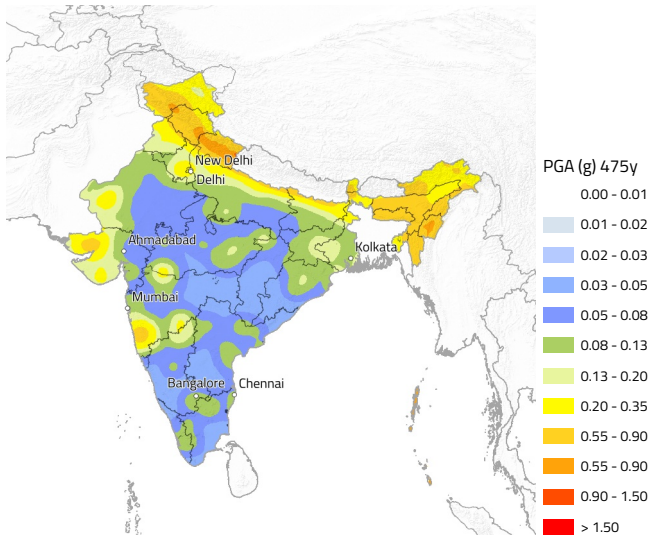 New Delhi
Delhi
Ahmadabad
Kolkata
Mumbai
Bangalore
Chennai
PGA (g) 475y
0.00 - 0.01
0.01 - 0.02
0.02 - 0.03
0.03 - 0.05
0.05 - 0.08
0.08 - 0.13
0.13 - 0.20
0.20 - 0.35
0.55 - 0.90
0.55 - 0.90
0.90 - 1.50
> 1.50